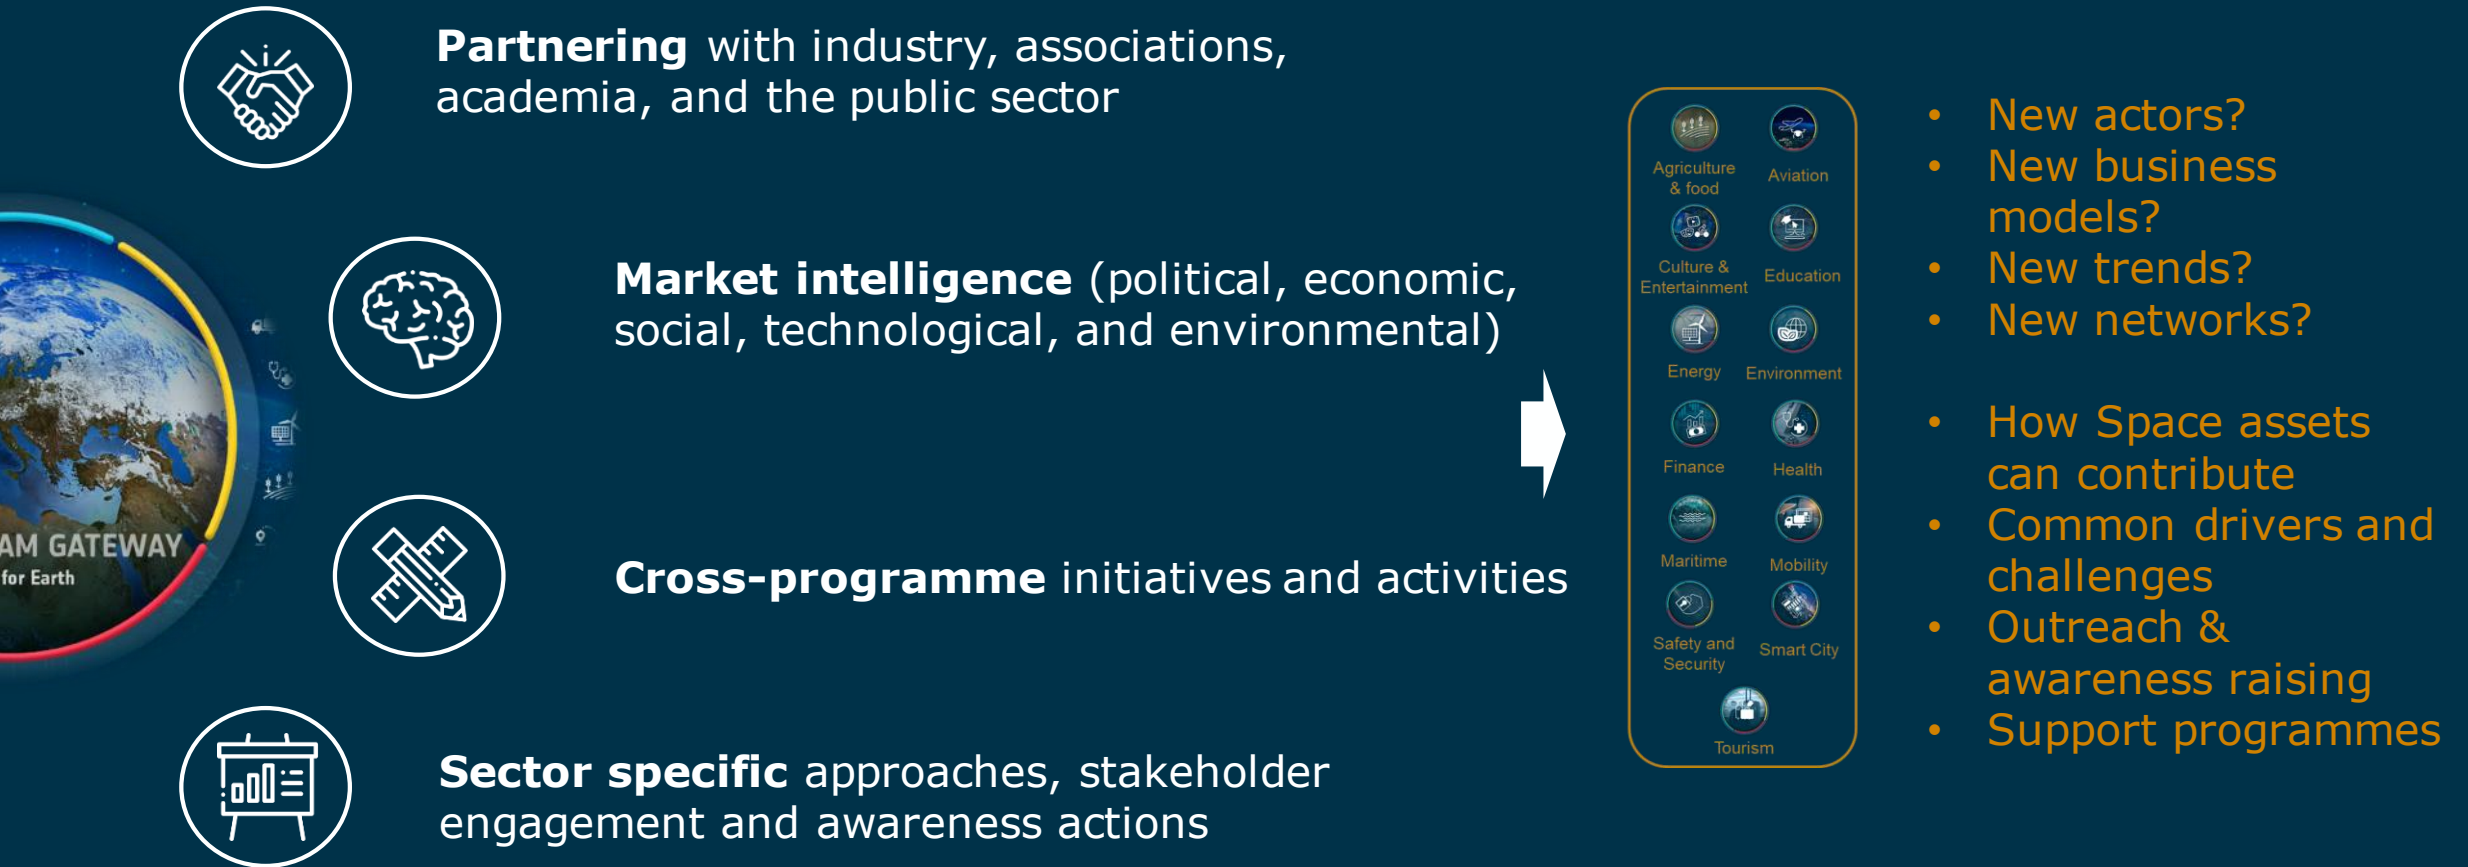 Partnering with industry, associations,
academia, and the public sector
Market intelligence (political, economic,
social, technological, and environmental)
AM GATEWAY
for Earth
Cross-programme initiatives and activities
Sector specific approaches, stakeholder
engagement and awareness actions
Agriculture
& food
Aviation
Culture &
Entertainment
Education
Energy
Environment
Finance
Health
Maritime
Mobility
Safety and
Security
Smart City
Tourism
• New actors?
• New business
models?
• New trends?
• New networks?
• How Space assets
can contribute
• Common drivers and
challenges
• Outreach &
awareness raising
• Support programmes